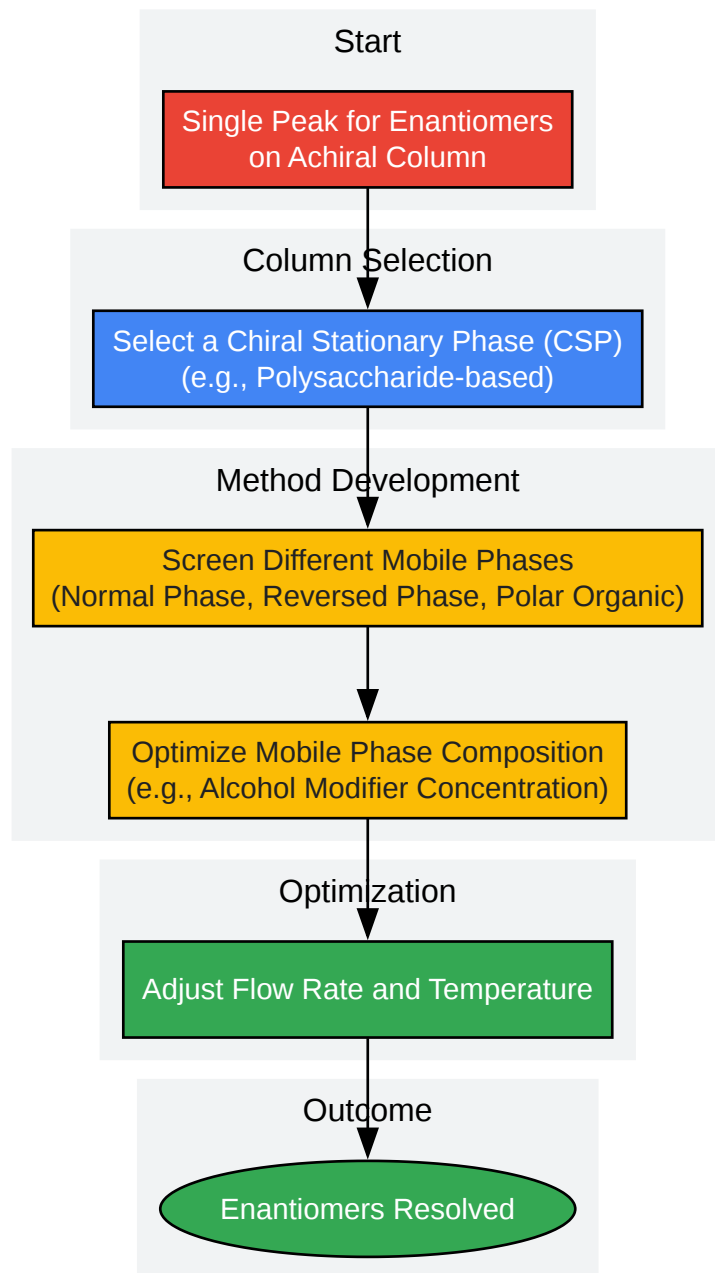 Start
Single Peak for Enantiomers
on Achiral Column
Column Selection
Select a Chiral Stationary Phase (CSP)
(e.g., Polysaccharide-based)
Method Development
Screen Different Mobile Phases
(Normal Phase, Reversed Phase, Polar Organic)
Optimize Mobile Phase Composition
(e.g., Alcohol Modifier Concentration)
Optimization
Adjust Flow Rate and Temperature
Outcome
Enantiomers Resolved